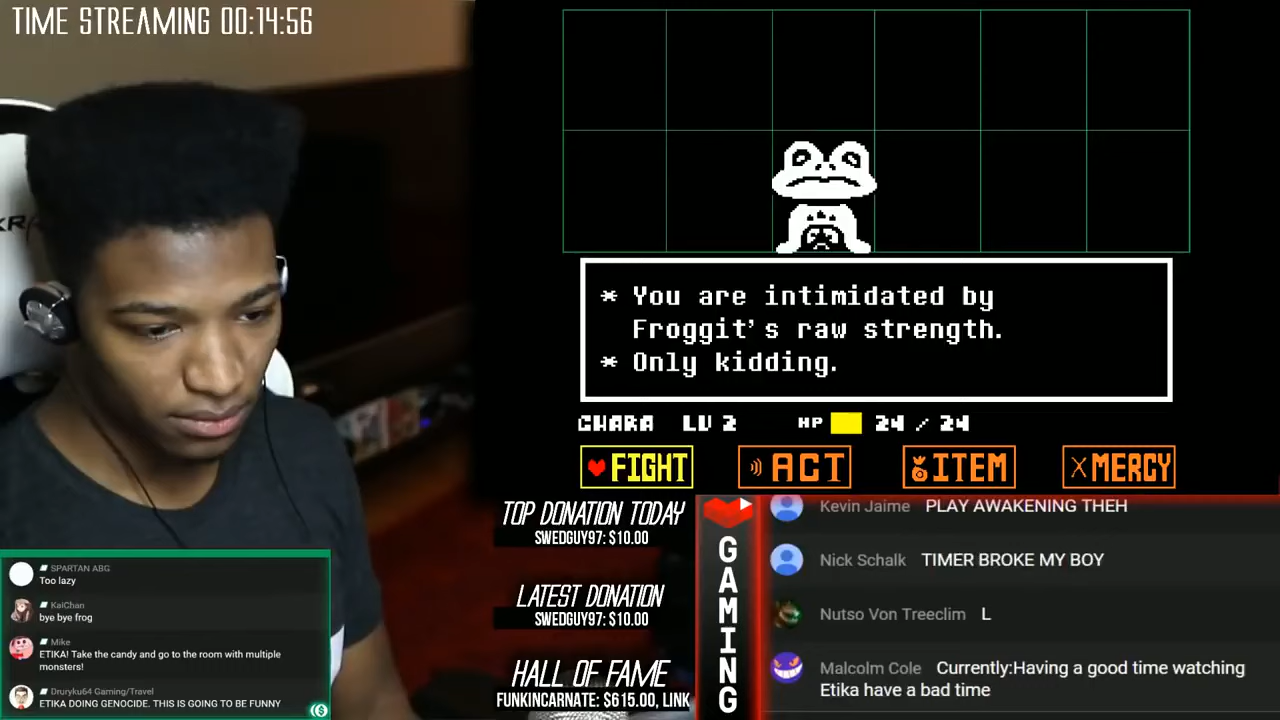 TIME STREAMING 00:14:56
* You are intimidated by
Froggit's raw strength.
* Only kidding.
CHARA LV 2 HP 24 / 24
FIGHT ACT ITEM MERCY
TOP DONATION TODAY
SWEDGUY97: $10.00
LATEST DONATION
SWEDGUY97: $10.00
HALL OF FAME
FUNKINCARNATE: $615.00, LINK
GAMING
Kevin Jaime PLAY AWAKENING THEH
Nick Schalk TIMER BROKE MY BOY
Nutso Von Treeclim L
Malcolm Cole Currently:Having a good time watching
Etika have a bad time
SPARTAN ABG
Too lazy
KaiChan
bye bye frog
Mike
ETIKA! Take the candy and go to the room with multiple
monsters!
Druryku64 Gaming/Travel
ETIKA DOING GENOCIDE. THIS IS GOING TO BE FUNNY